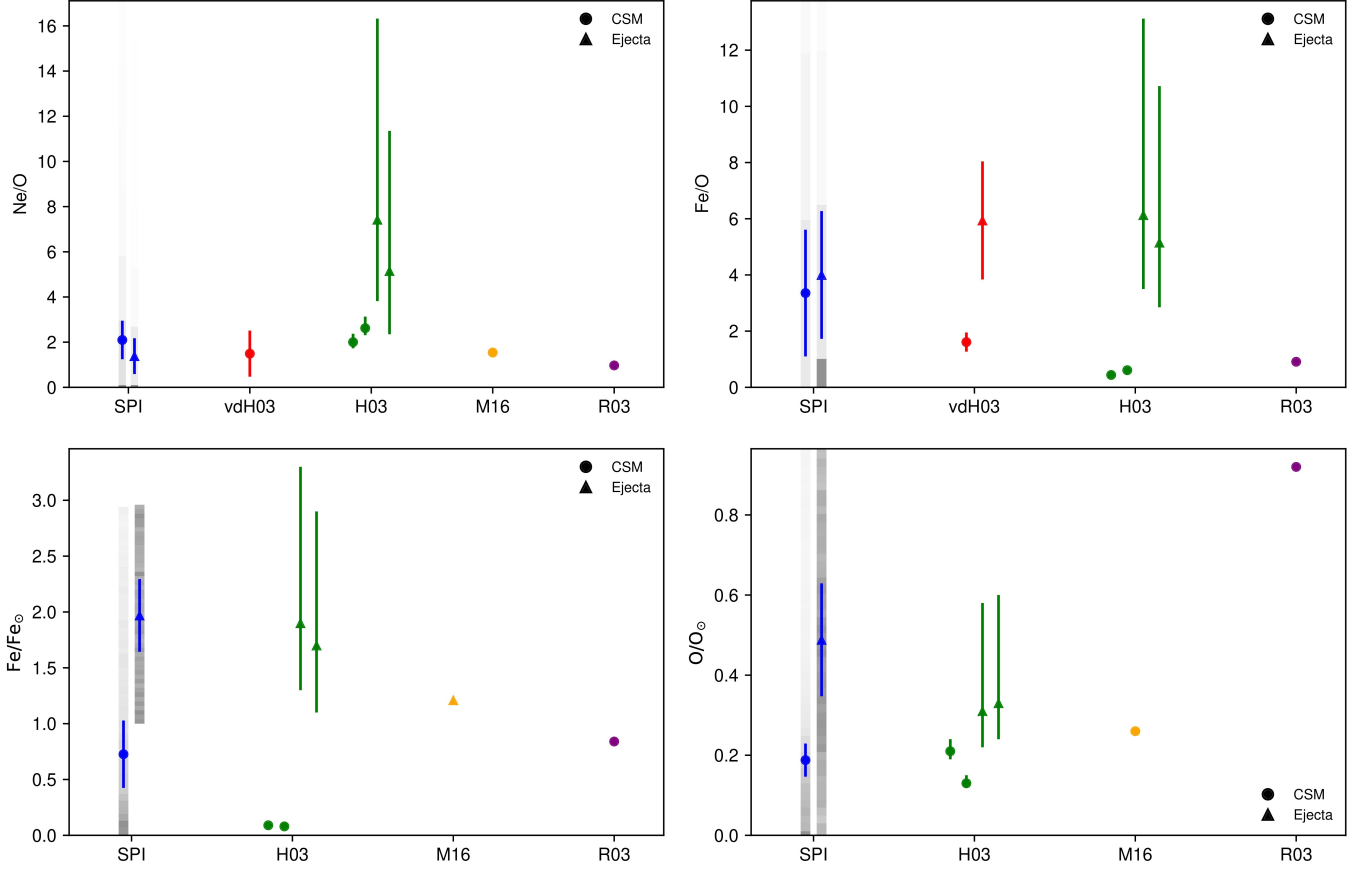 Ne/O
16
14
12
10
8
6
4
2
0
CSM
Ejecta
SPI vdH03 H03 M16 R03
Fe/O
12
10
8
6
4
2
0
CSM
Ejecta
SPI vdH03 H03 R03
Fe/Fe⊙
3.0
2.5
2.0
1.5
1.0
0.5
0.0
CSM
Ejecta
SPI H03 M16 R03
O/O⊙
0.8
0.6
0.4
0.2
0.0
CSM
Ejecta
SPI H03 M16 R03